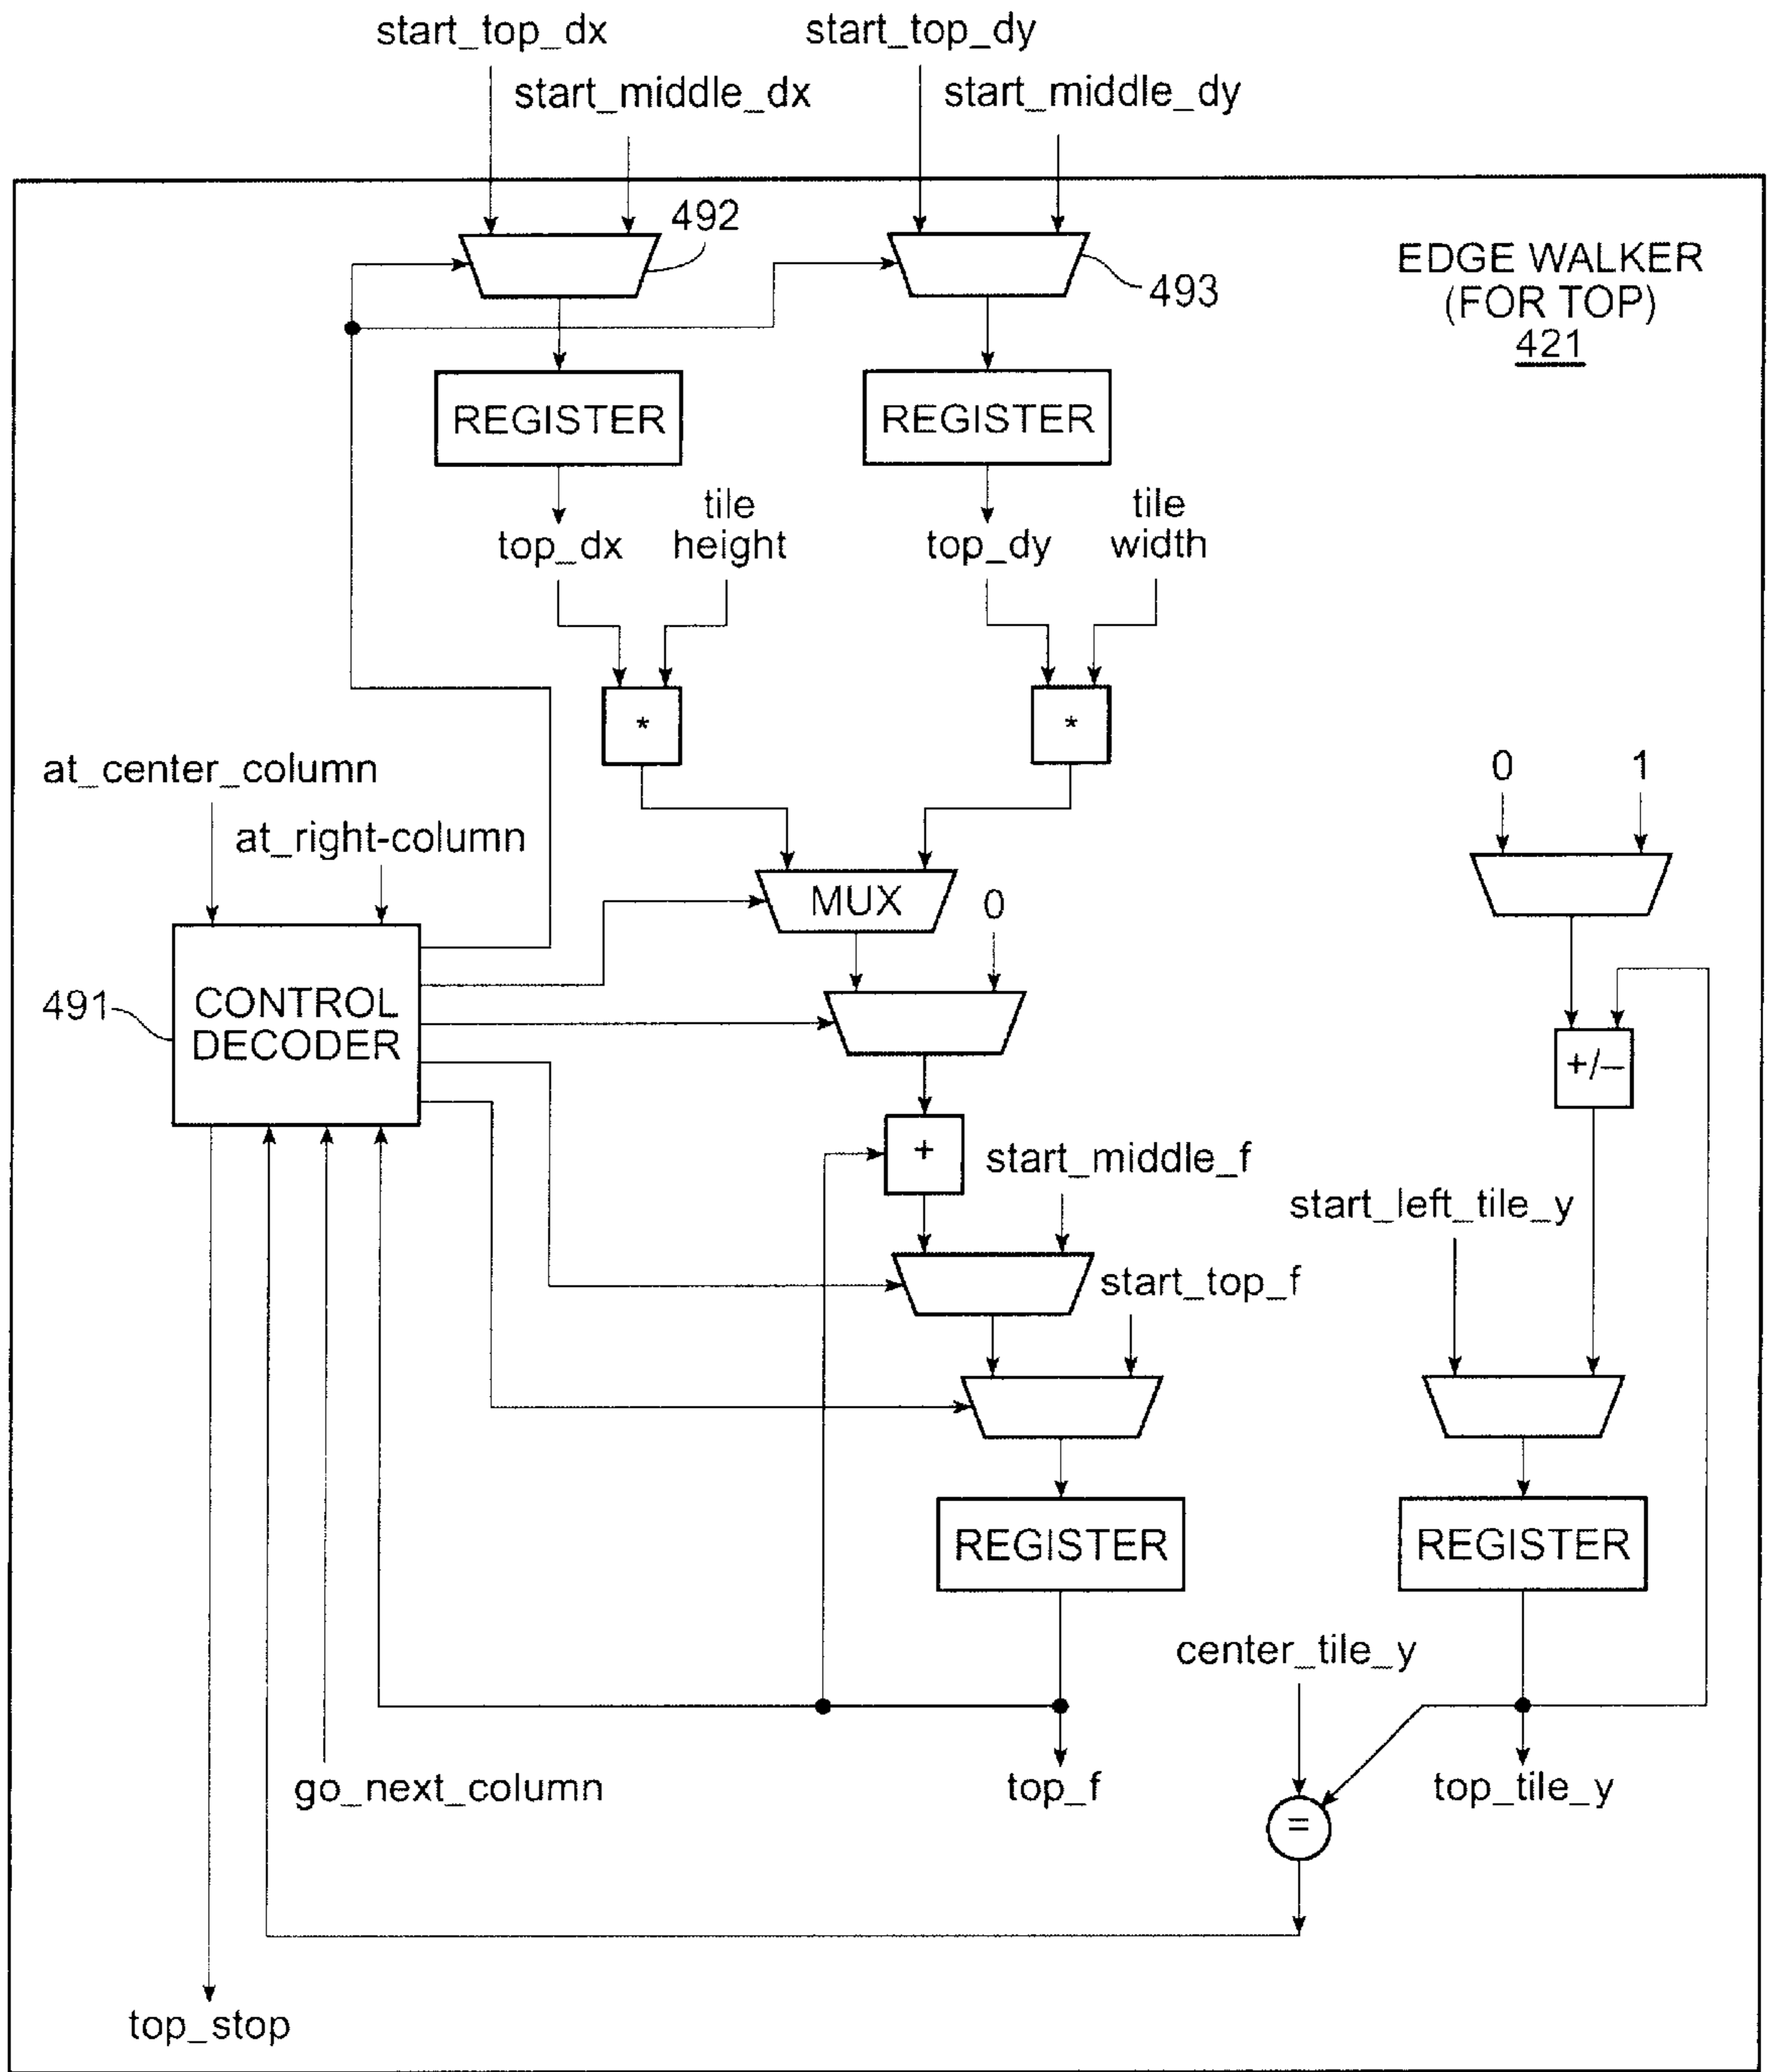 start_top_dx
start_top_dy
start_middle_dx
start_middle_dy
492
493
EDGE WALKER
(FOR TOP)
421
REGISTER
REGISTER
top_dx
tile
height
top_dy
tile
width
*
*
at_center_column
at_right-column
0
1
MUX
0
491
CONTROL
DECODER
+/−
+
start_middle_f
start_left_tile_y
start_top_f
REGISTER
REGISTER
center_tile_y
go_next_column
top_f
top_tile_y
=
top_stop